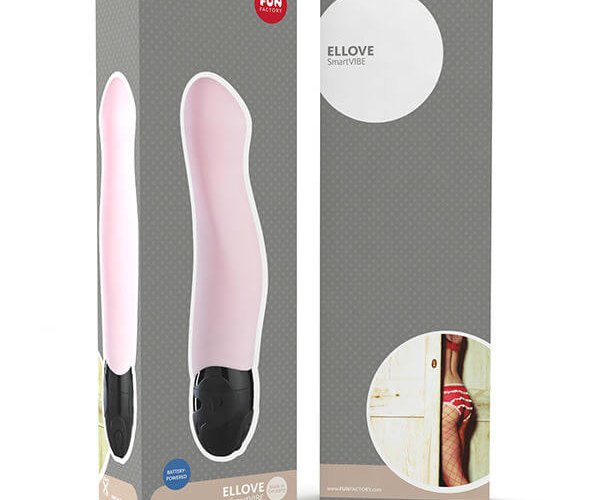 FUN
FACTORY
BATTERY-
POWERED
ELLOVE
ELLOVE
SmartVIBE
www.FUNFACTORY.com